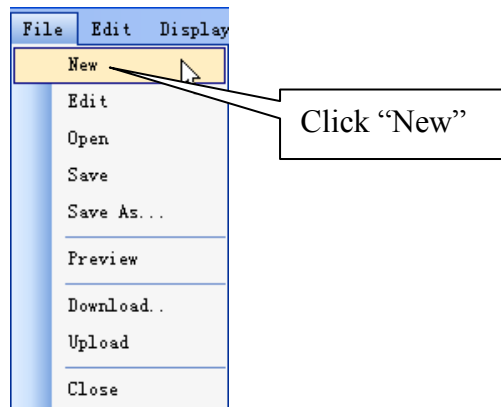 File Edit Display
New
Edit
Open
Save
Save As...
Preview
Download..
Upload
Close
Click “New”